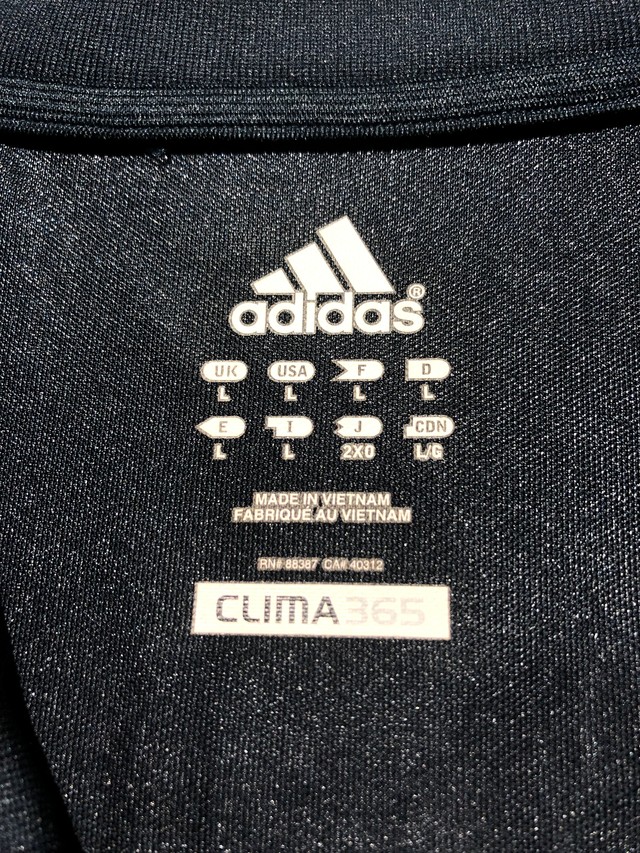 adidas®
UK USA F D
L L L L
E I J CDN
L L 2XO L/G
MADE IN VIETNAM
FABRIQUÉ AU VIETNAM
RN# 88387 CA# 40312
CLIMA365